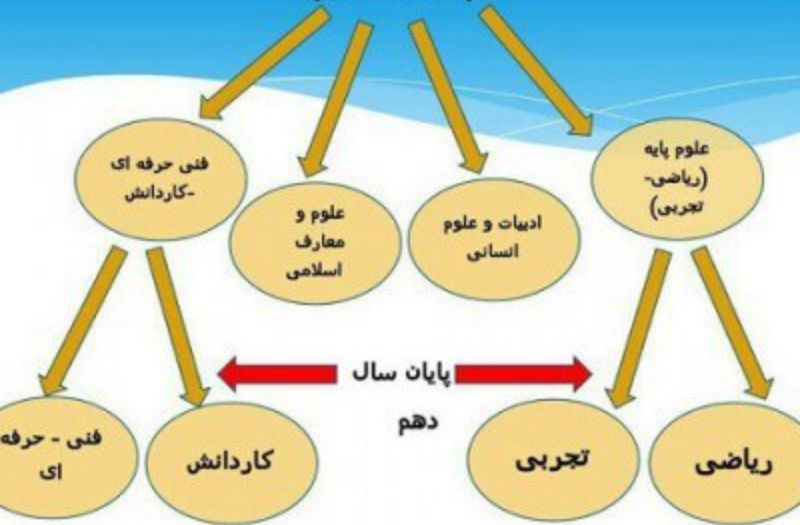 علوم پایه
(ریاضی-
تجربی)
ادبیات و علوم
انسانی
علوم و
معارف
اسلامی
فنی حرفه ای
-کاردانش
پایان سال
دهم
ریاضی
تجربی
کاردانش
فنی - حرفه
ای